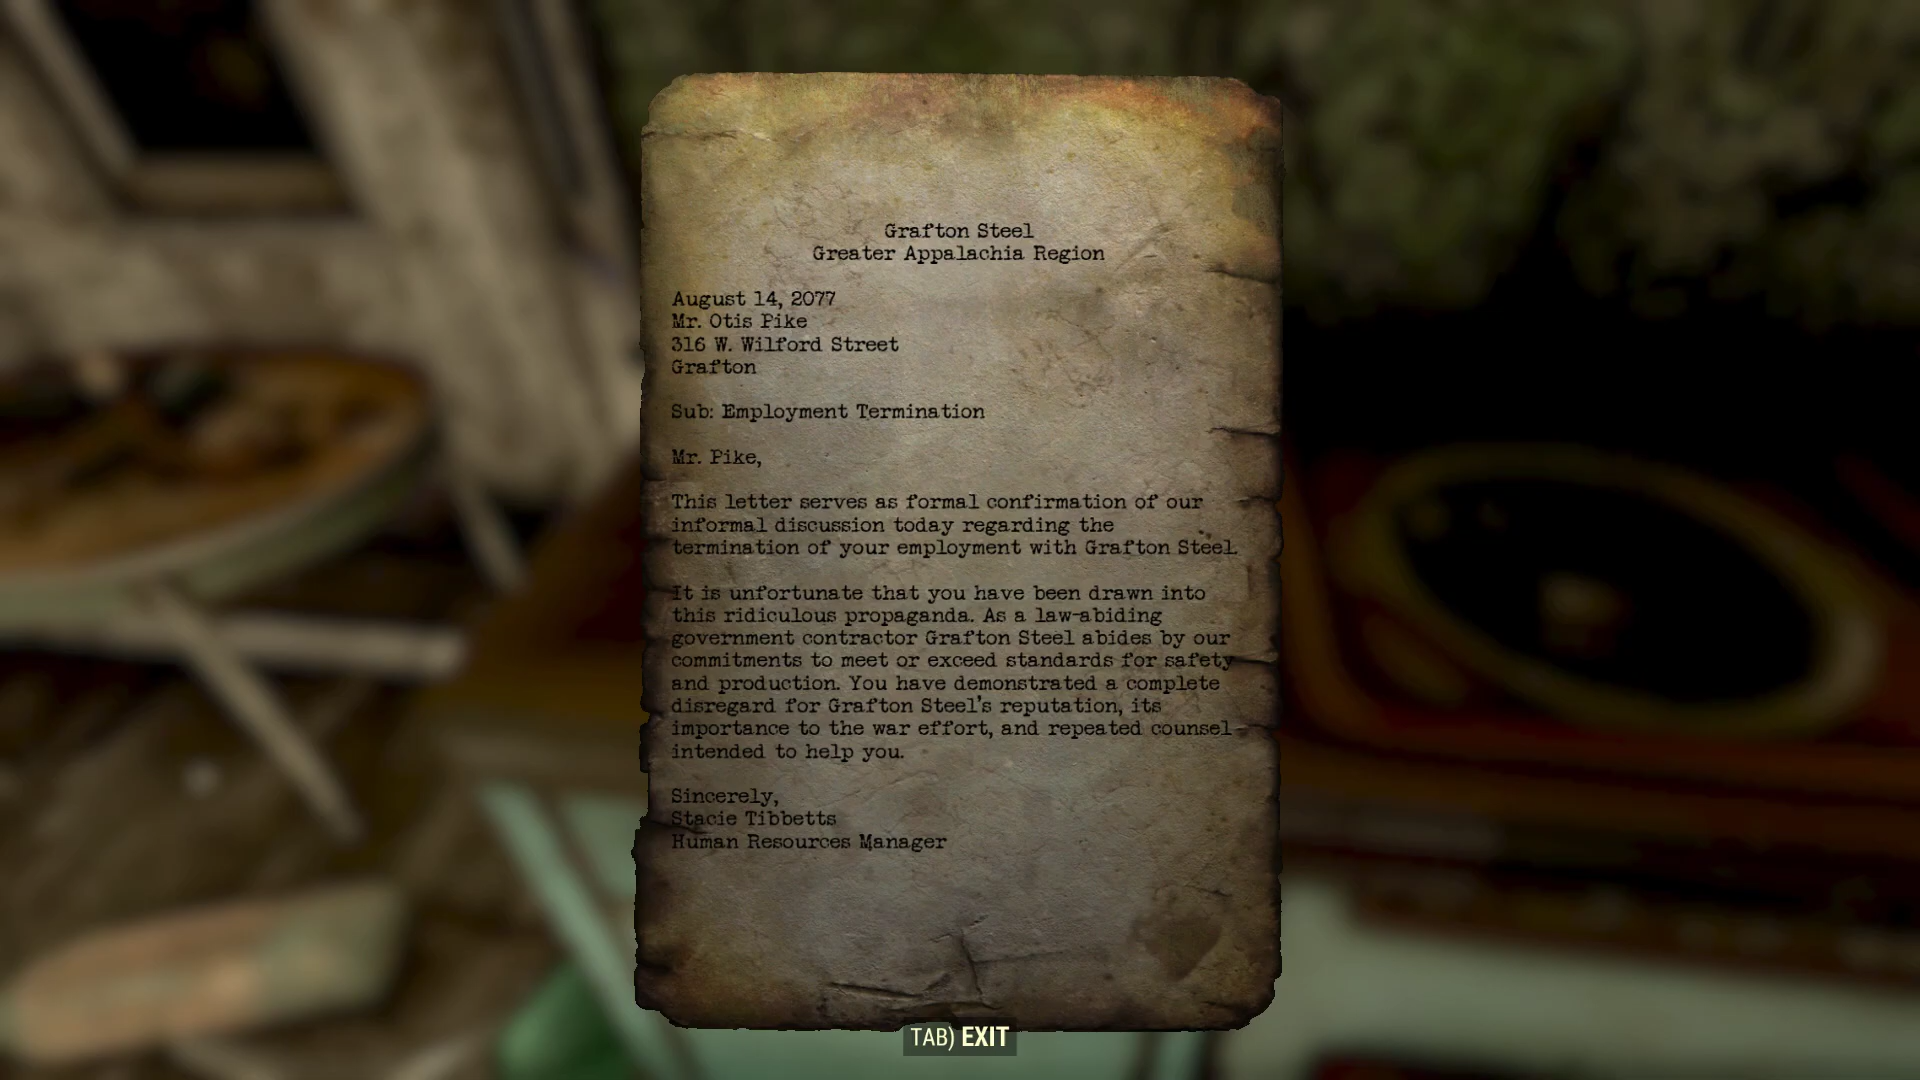 Grafton Steel
Greater Appalachia Region
August 14, 2077
Mr. Otis Pike
316 W. Wilford Street
Grafton
Sub: Employment Termination
Mr. Pike,
This letter serves as formal confirmation of our
informal discussion today regarding the
termination of your employment with Grafton Steel.
It is unfortunate that you have been drawn into
this ridiculous propaganda. As a law-abiding
government contractor Grafton Steel abides by our
commitments to meet or exceed standards for safety
and production. You have demonstrated a complete
disregard for Grafton Steel's reputation, its
importance to the war effort, and repeated counsel
intended to help you.
Sincerely,
Stacie Tibbetts
Human Resources Manager
TAB) EXIT